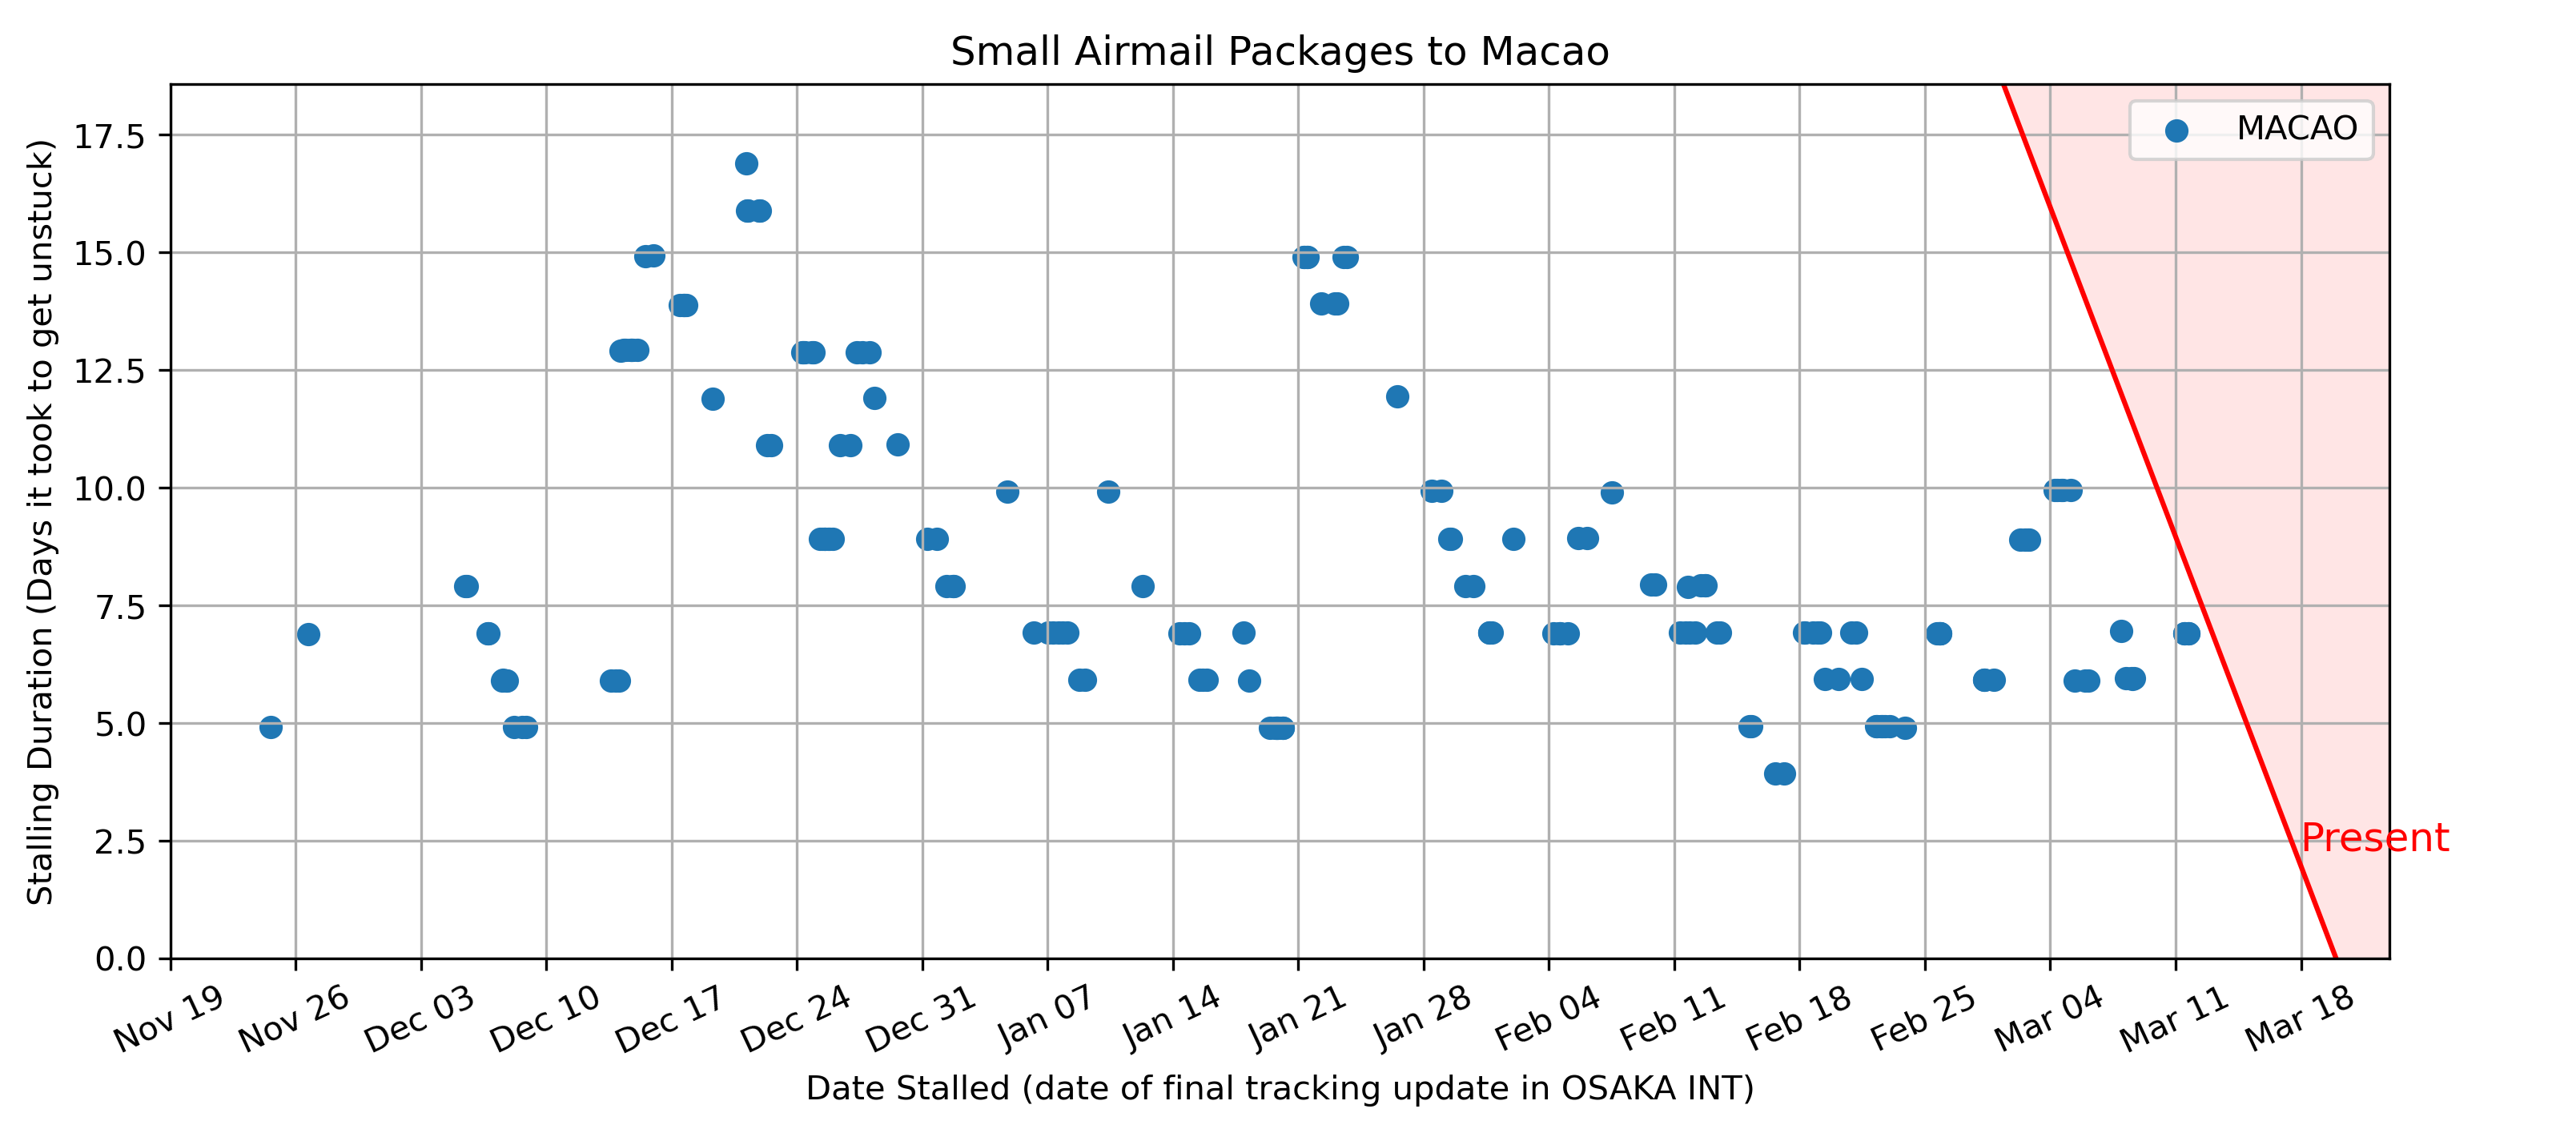 Small Airmail Packages to Macao
MACAO
17.5
15.0
12.5
10.0
7.5
5.0
2.5
0.0
Stalling Duration (Days it took to get unstuck)
Present
Nov 19
Nov 26
Dec 03
Dec 10
Dec 17
Dec 24
Dec 31
Jan 07
Jan 14
Jan 21
Jan 28
Feb 04
Feb 11
Feb 18
Feb 25
Mar 04
Mar 11
Mar 18
Date Stalled (date of final tracking update in OSAKA INT)